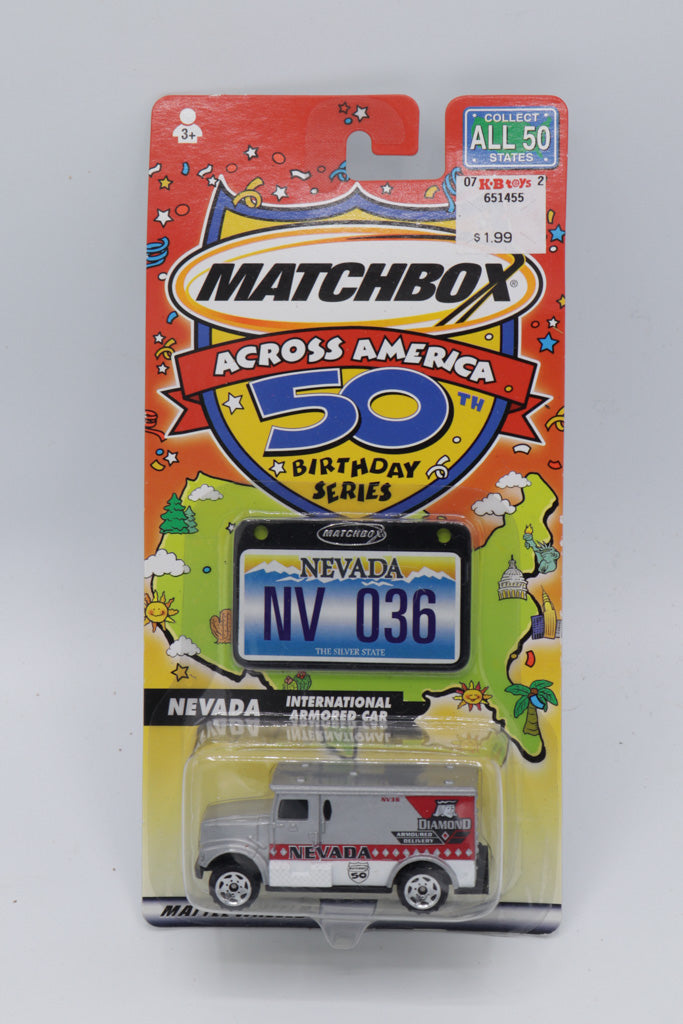 3+
COLLECT
ALL 50
STATES
07 K·B toys 2
651455
$1.99
MATCHBOX®
ACROSS AMERICA
50TH
BIRTHDAY
SERIES
MATCHBOX
NEVADA
NV 036
THE SILVER STATE
NEVADA
INTERNATIONAL
ARMORED CAR
NV36
DIAMOND
ARMOURED
DELIVERY
NEVADA
50